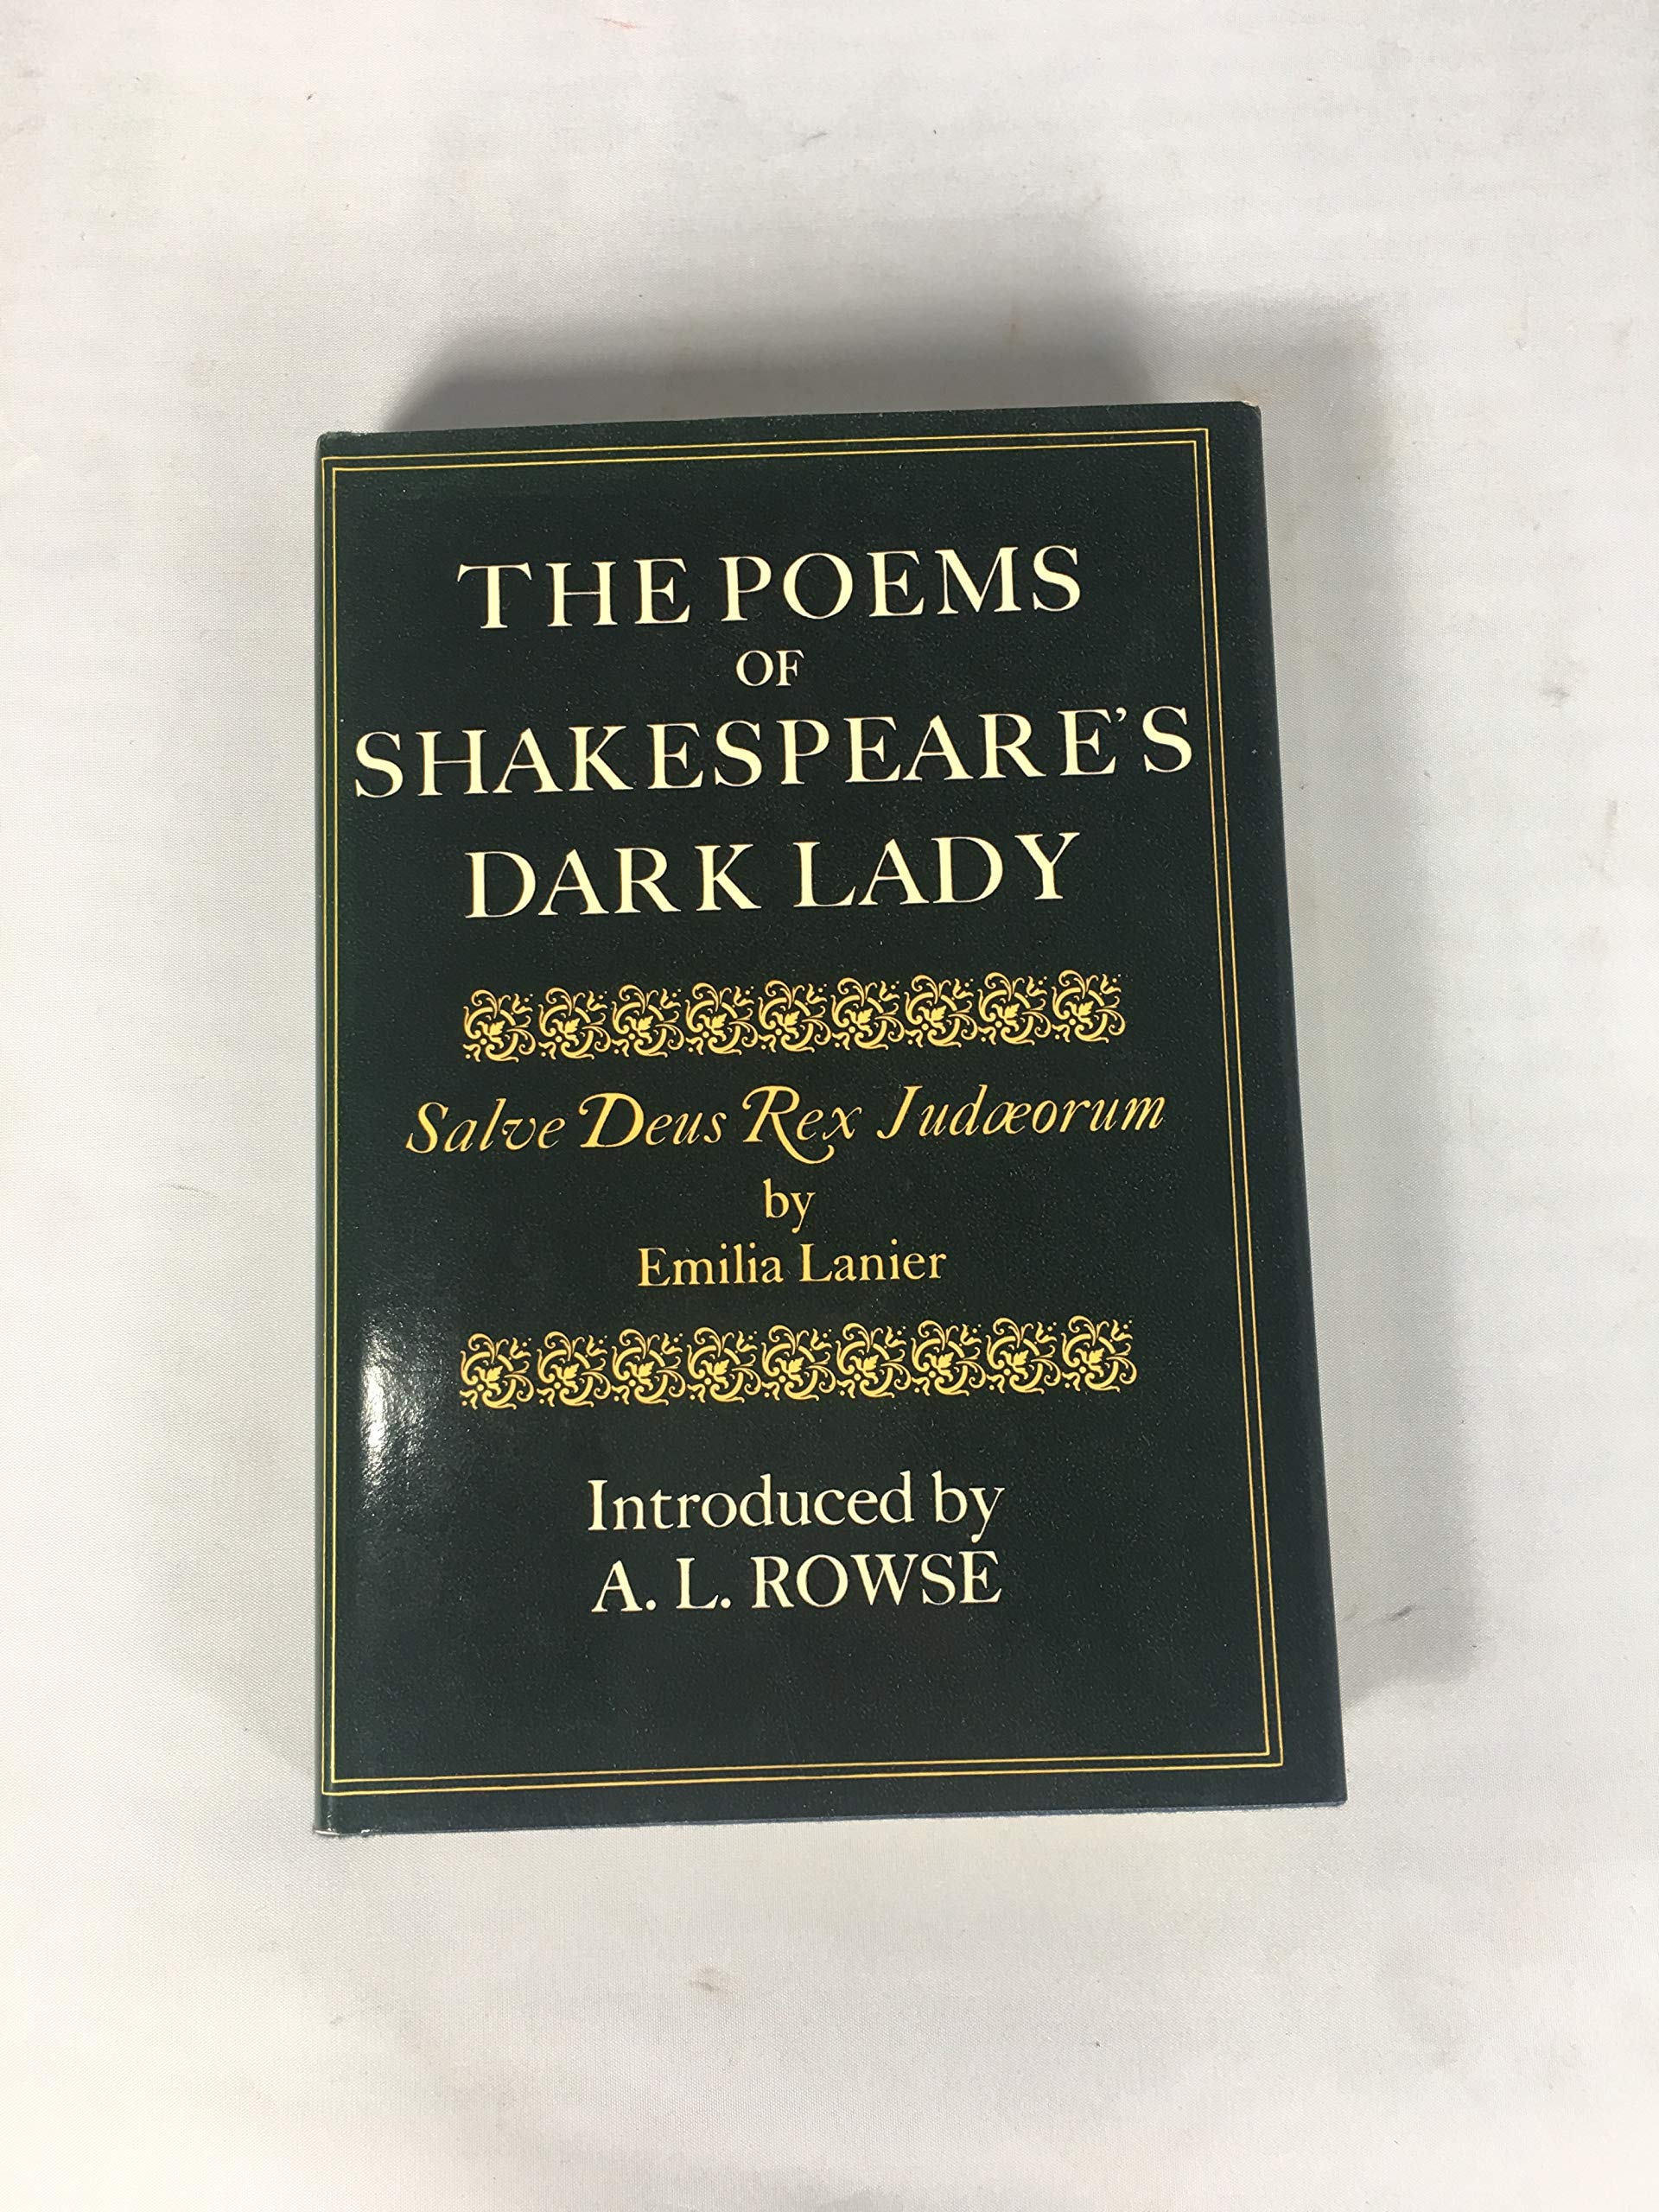 THE POEMS
OF
SHAKESPEARE'S
DARK LADY
Salve Deus Rex Judæorum
by
Emilia Lanier
Introduced by
A. L. ROWSE